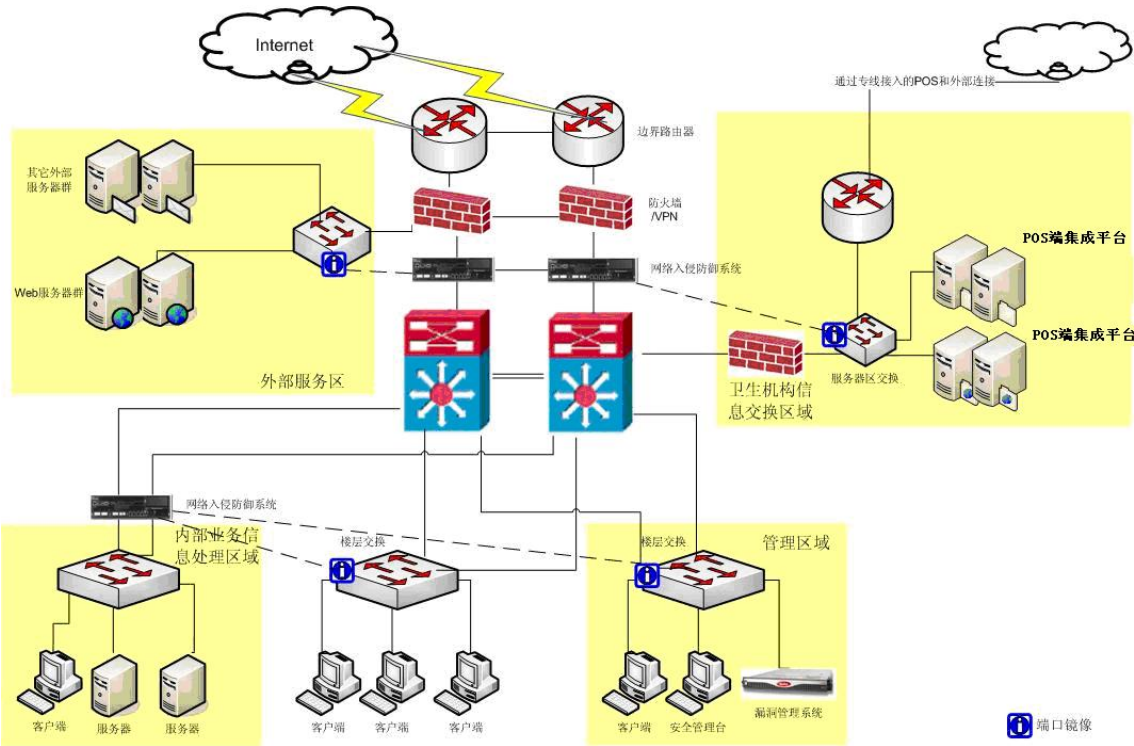 Internet
通过专线接入的POS和外部连接
边界路由器
其它外部
服务器群
防火墙
/VPN
POS端集成平台
网络入侵防御系统
Web服务器群
POS端集成平台
外部服务区
服务器区交换
卫生机构信
息交换区域
网络入侵防御系统
内部业务信
息处理区域
楼层交换
楼层交换
管理区域
客户端
服务器
服务器
客户端
客户端
客户端
客户端
安全管理台
漏洞管理系统
端口镜像